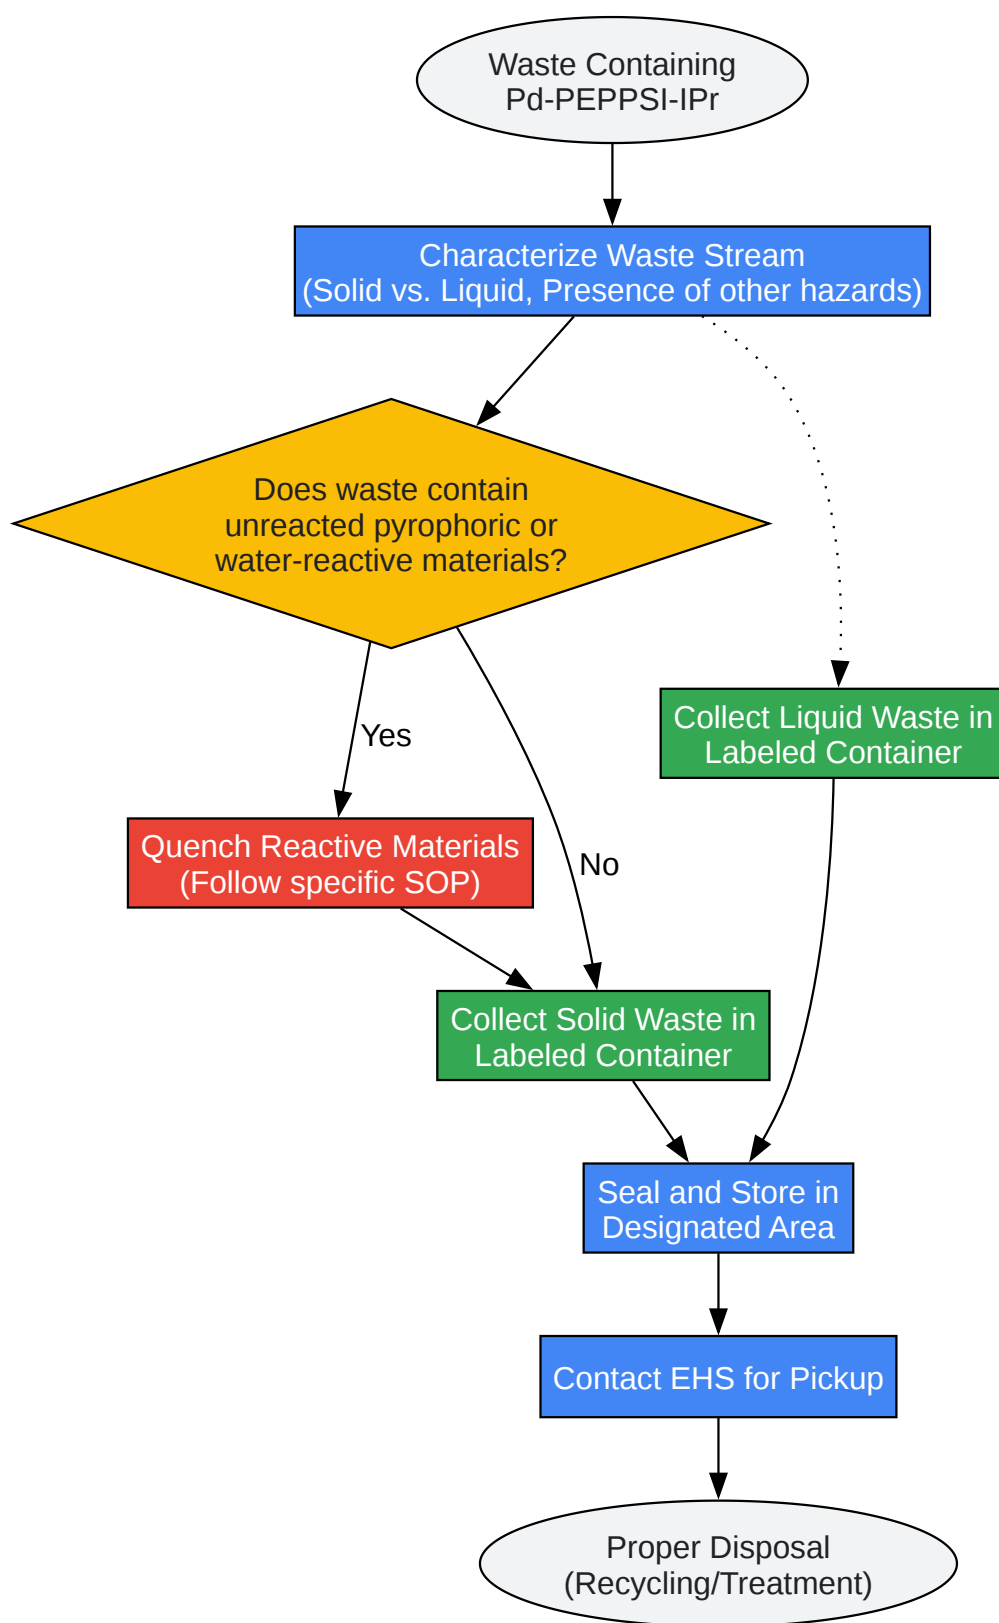 Waste Containing
Pd-PEPPSI-IPr
Characterize Waste Stream
(Solid vs. Liquid, Presence of other hazards)
Does waste contain
unreacted pyrophoric or
water-reactive materials?
Collect Liquid Waste in
Labeled Container
Yes
Quench Reactive Materials
(Follow specific SOP)
No
Collect Solid Waste in
Labeled Container
Seal and Store in
Designated Area
Contact EHS for Pickup
Proper Disposal
(Recycling/Treatment)